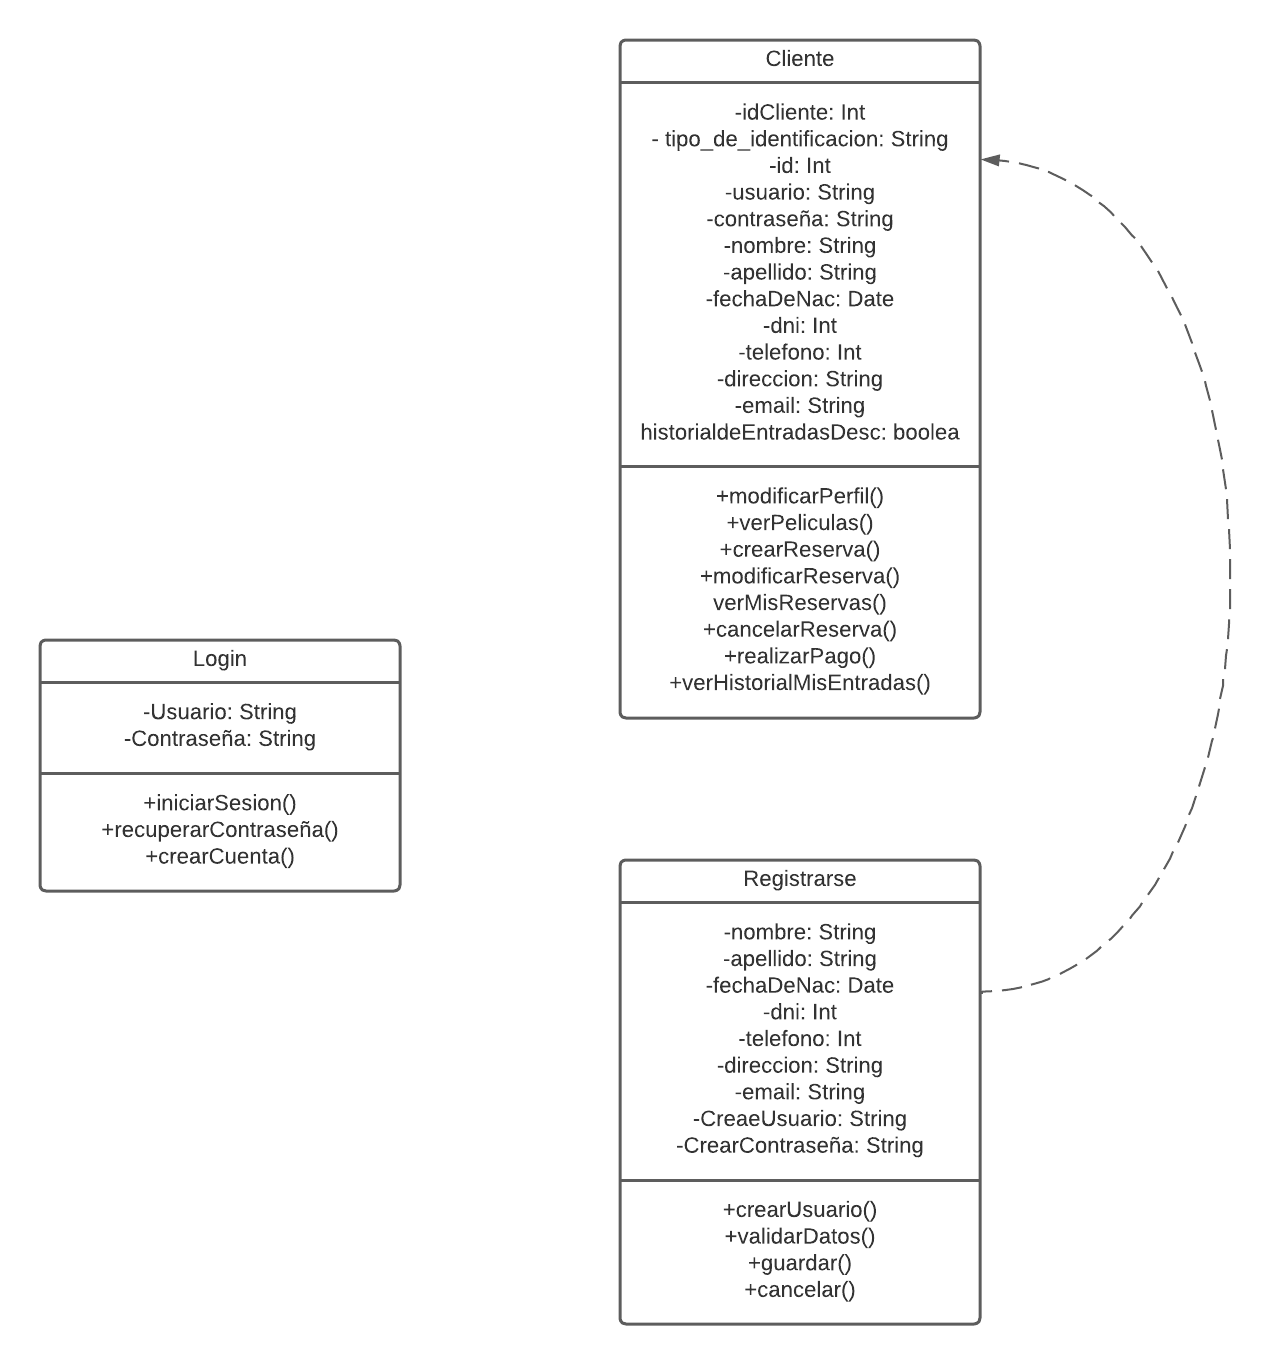 Cliente
-idCliente: Int
- tipo_de_identificacion: String
-id: Int
-usuario: String
-contraseña: String
-nombre: String
-apellido: String
-fechaDeNac: Date
-dni: Int
-telefono: Int
-direccion: String
-email: String
historialdeEntradasDesc: boolea
+modificarPerfil()
+verPeliculas()
+crearReserva()
+modificarReserva()
verMisReservas()
+cancelarReserva()
+realizarPago()
+verHistorialMisEntradas()
Login
-Usuario: String
-Contraseña: String
+iniciarSesion()
+recuperarContraseña()
+crearCuenta()
Registrarse
-nombre: String
-apellido: String
-fechaDeNac: Date
-dni: Int
-telefono: Int
-direccion: String
-email: String
-CreaeUsuario: String
-CrearContraseña: String
+crearUsuario()
+validarDatos()
+guardar()
+cancelar()